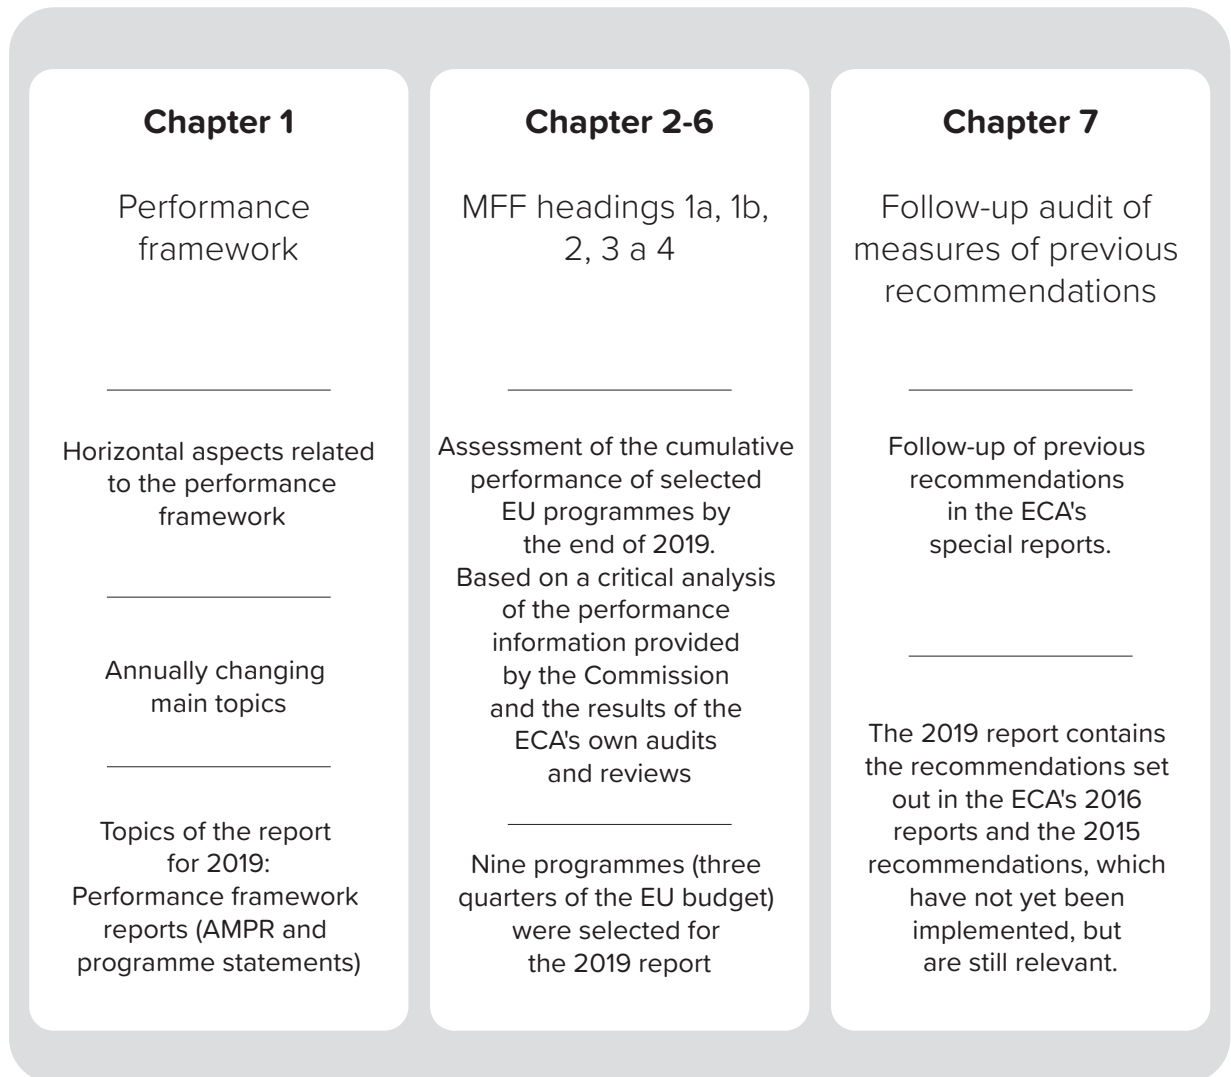 Chapter 1
Performance
framework
Horizontal aspects related
to the performance
framework
Annually changing
main topics
Topics of the report
for 2019:
Performance framework
reports (AMPR and
programme statements)
Chapter 2-6
MFF headings 1a, 1b,
2, 3 a 4
Assessment of the cumulative
performance of selected
EU programmes by
the end of 2019.
Based on a critical analysis
of the performance
information provided
by the Commission
and the results of the
ECA's own audits
and reviews
Nine programmes (three
quarters of the EU budget)
were selected for
the 2019 report
Chapter 7
Follow-up audit of
measures of previous
recommendations
Follow-up of previous
recommendations
in the ECA's
special reports.
The 2019 report contains
the recommendations set
out in the ECA's 2016
reports and the 2015
recommendations, which
have not yet been
implemented, but
are still relevant.